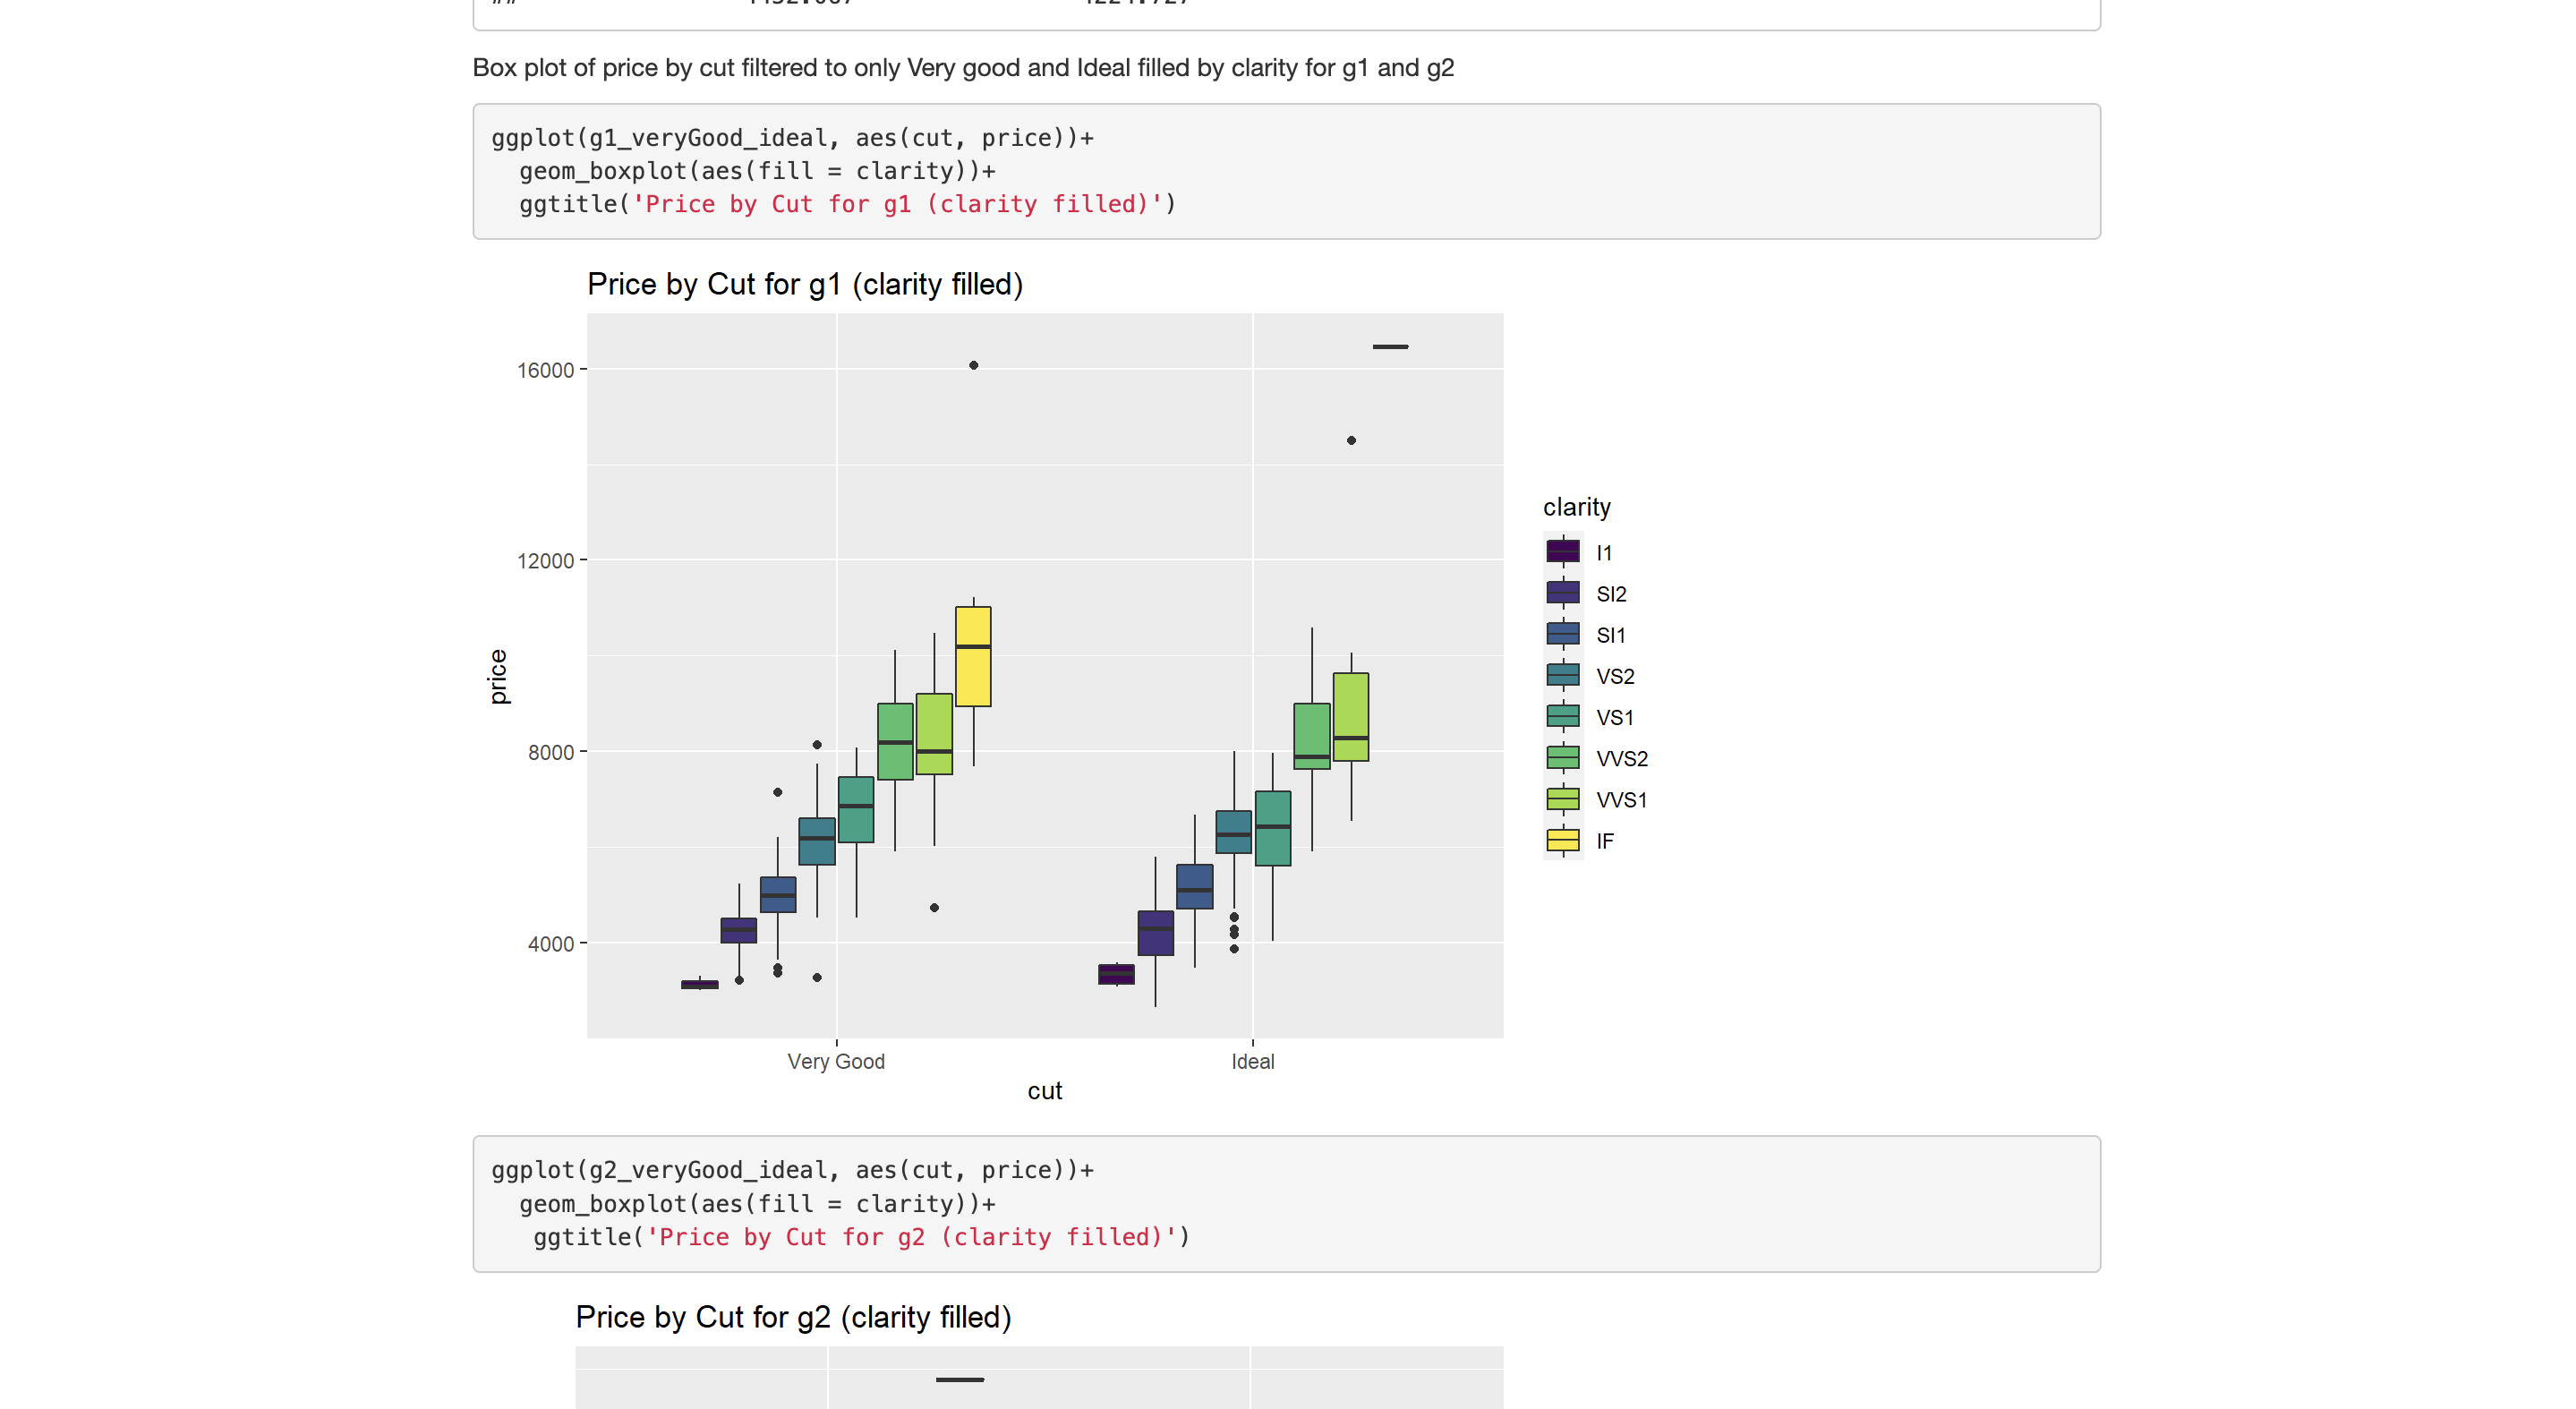 Box plot of price by cut filtered to only Very good and Ideal filled by clarity for g1 and g2
ggplot(g1_veryGood_ideal, aes(cut, price))+
  geom_boxplot(aes(fill = clarity))+
  ggtitle('Price by Cut for g1 (clarity filled)')
Price by Cut for g1 (clarity filled)
16000
12000
8000
4000
price
Very Good
Ideal
cut
clarity
I1
SI2
SI1
VS2
VS1
VVS2
VVS1
IF
ggplot(g2_veryGood_ideal, aes(cut, price))+
  geom_boxplot(aes(fill = clarity))+
   ggtitle('Price by Cut for g2 (clarity filled)')
Price by Cut for g2 (clarity filled)